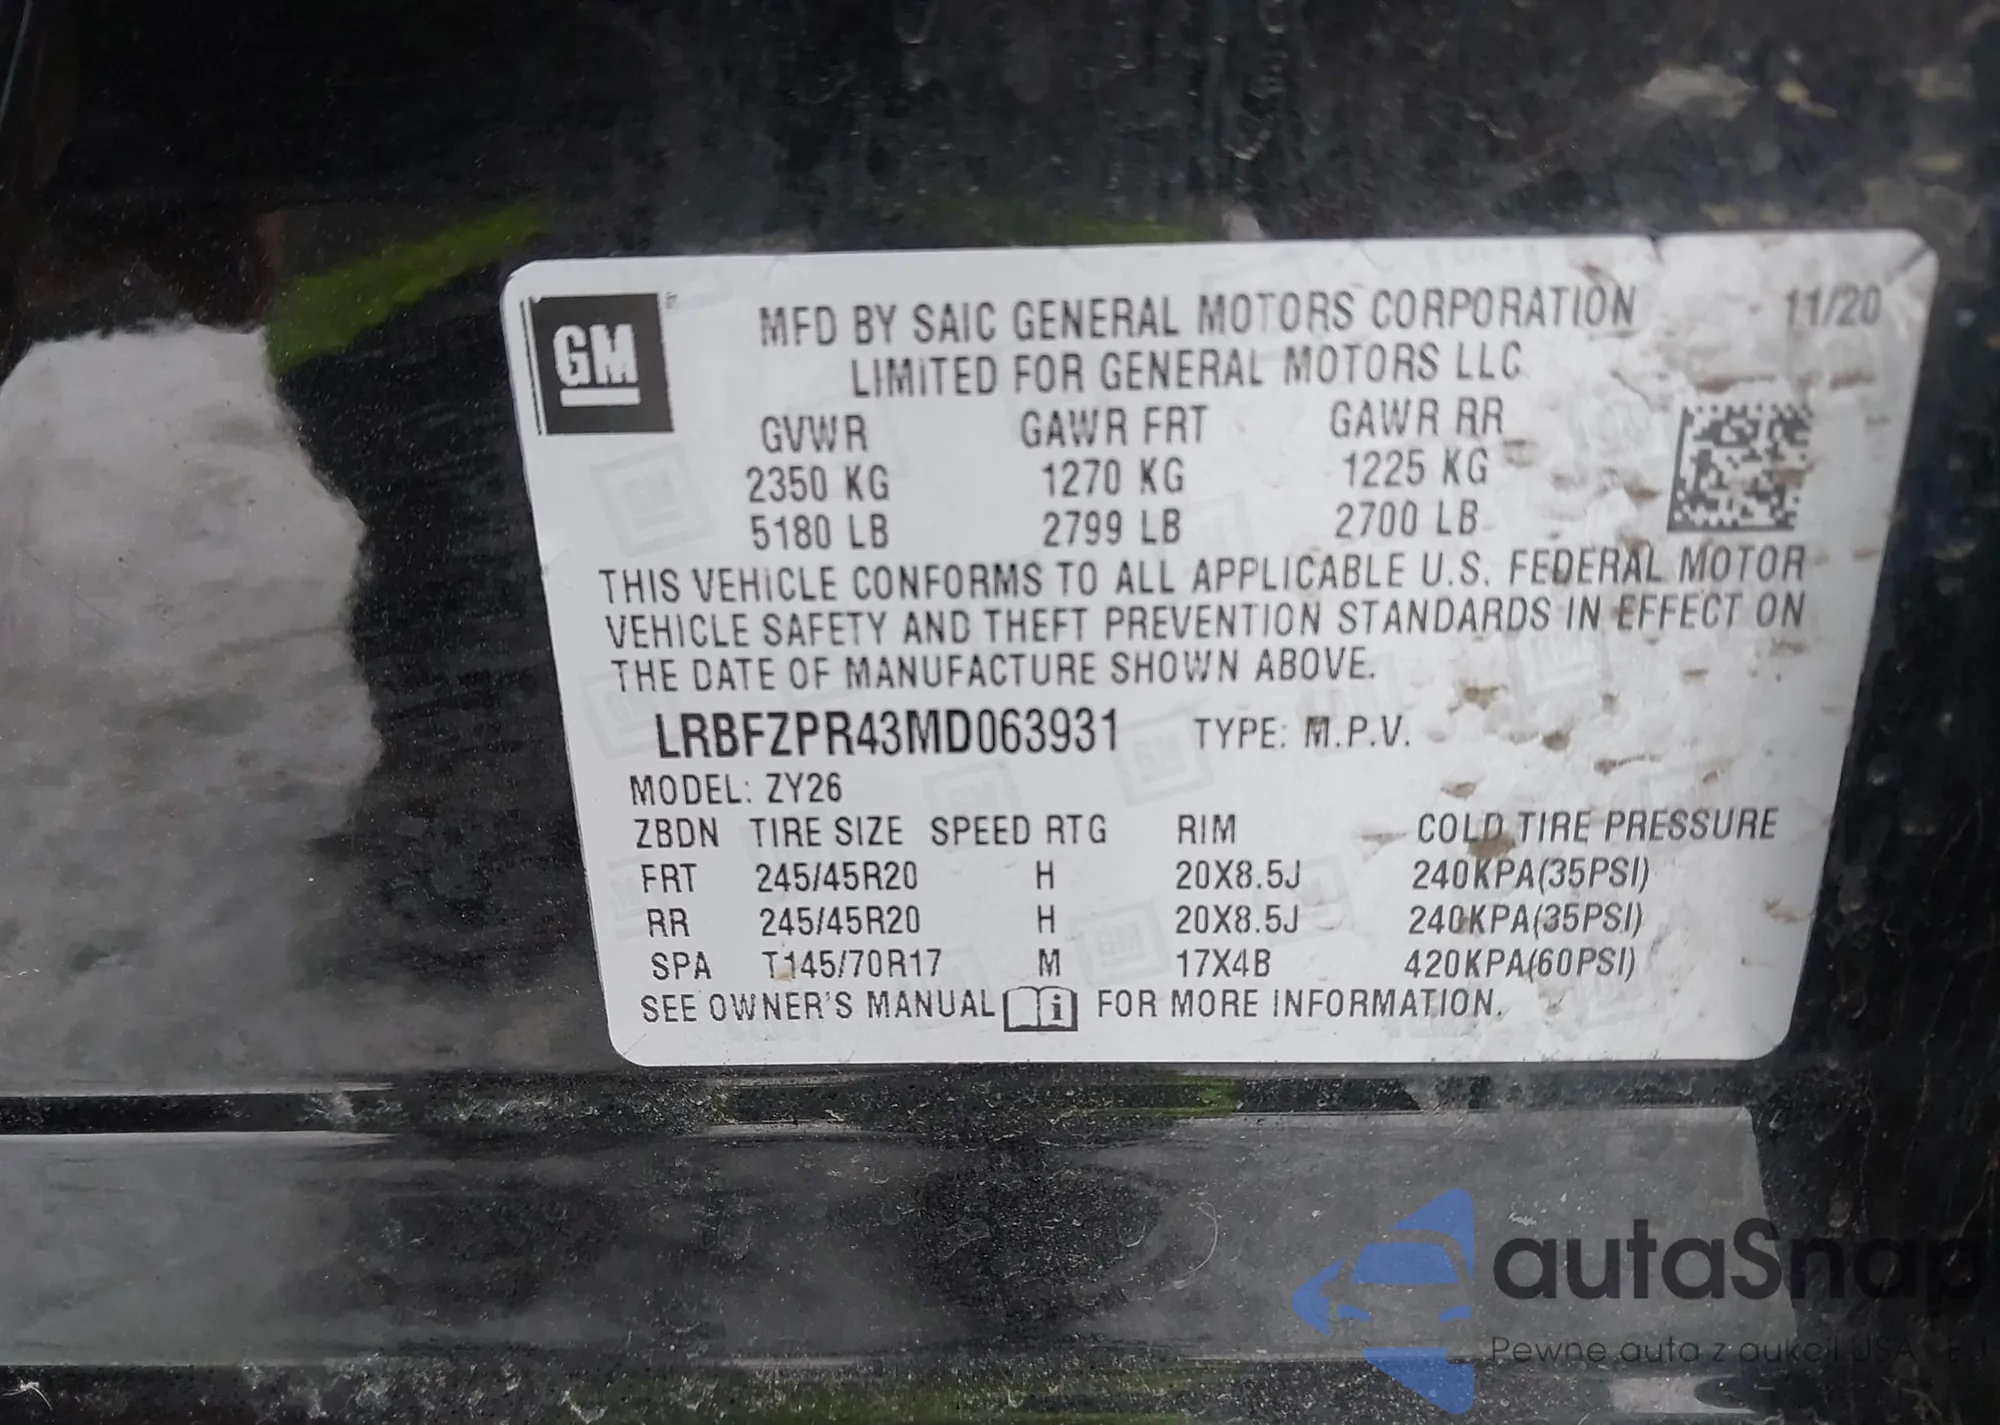 GM
MFD BY SAIC GENERAL MOTORS CORPORATION 11/20
LIMITED FOR GENERAL MOTORS LLC
GVWR GAWR FRT GAWR RR
2350 KG 1270 KG 1225 KG
5180 LB 2799 LB 2700 LB
THIS VEHICLE CONFORMS TO ALL APPLICABLE U.S. FEDERAL MOTOR
VEHICLE SAFETY AND THEFT PREVENTION STANDARDS IN EFFECT ON
THE DATE OF MANUFACTURE SHOWN ABOVE.
LRBFZPR43MD063931 TYPE: M.P.V.
MODEL: ZY26
ZBDN TIRE SIZE SPEED RTG RIM COLD TIRE PRESSURE
FRT 245/45R20 H 20X8.5J 240KPA(35PSI)
RR 245/45R20 H 20X8.5J 240KPA(35PSI)
SPA T145/70R17 M 17X4B 420KPA(60PSI)
SEE OWNER'S MANUAL i FOR MORE INFORMATION.
autaSnap
Pewne auta z aukcji USA